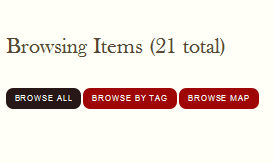 Browsing Items (21 total)
BROWSE ALL BROWSE BY TAG BROWSE MAP